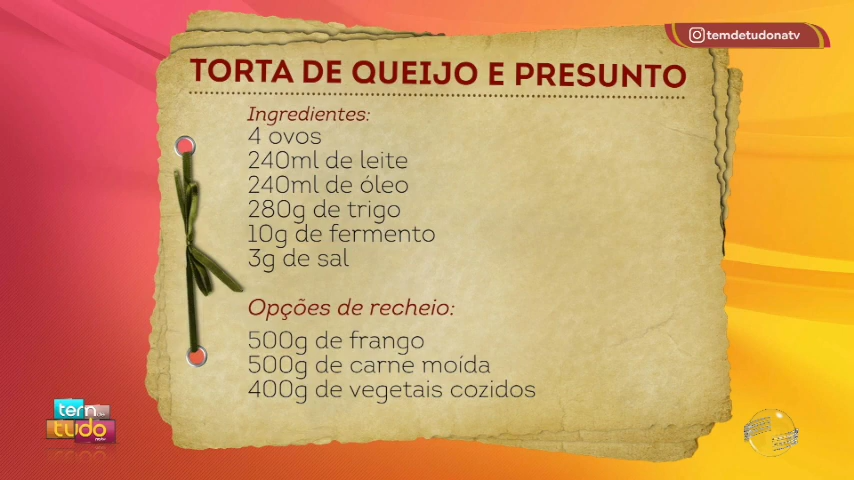 temdetudonatv
TORTA DE QUEIJO E PRESUNTO
Ingredientes:
4 ovos
240ml de leite
240ml de óleo
280g de trigo
10g de fermento
3g de sal
Opções de recheio:
500g de frango
500g de carne moída
400g de vegetais cozidos
tem de
tudo
natv